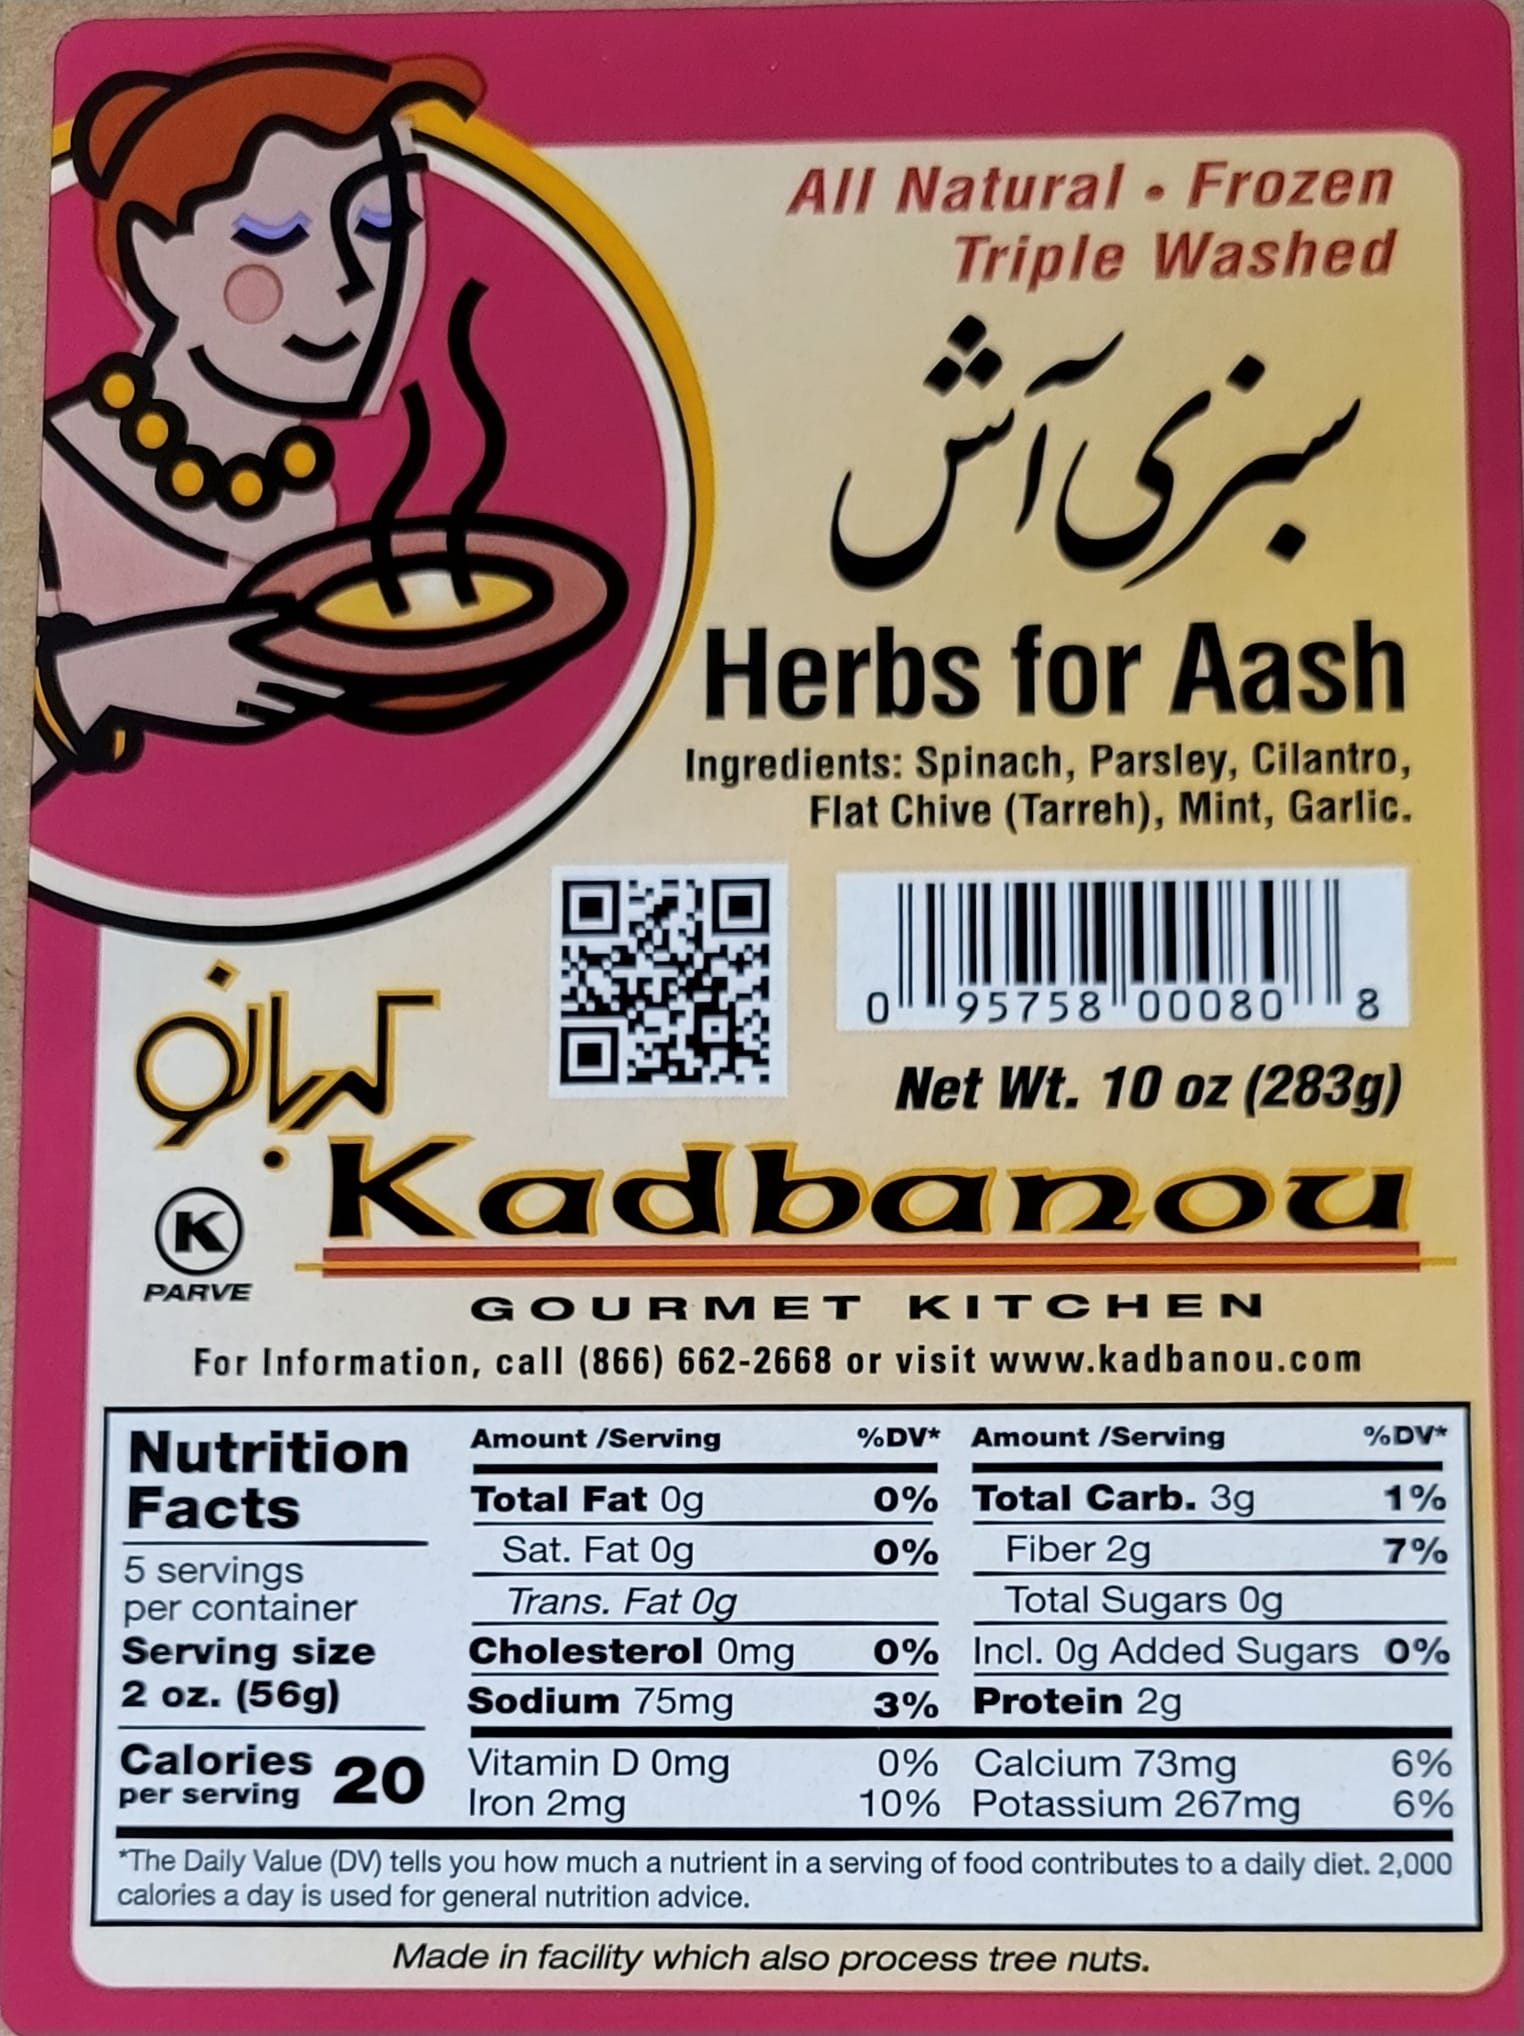 All Natural • Frozen
Triple Washed
سبزی آش
Herbs for Aash
Ingredients: Spinach, Parsley, Cilantro,
Flat Chive (Tarreh), Mint, Garlic.
0 95758 00080 8
Net Wt. 10 oz (283g)
کدبانو
Kadbanou
K
PARVE
GOURMET KITCHEN
For Information, call (866) 662-2668 or visit www.kadbanou.com
Nutrition
Facts
5 servings
per container
Serving size
2 oz. (56g)
Calories
per serving 20
Amount /Serving %DV*
Total Fat 0g 0%
Sat. Fat 0g 0%
Trans. Fat 0g
Cholesterol 0mg 0%
Sodium 75mg 3%
Vitamin D 0mg 0%
Iron 2mg 10%
Amount /Serving %DV*
Total Carb. 3g 1%
Fiber 2g 7%
Total Sugars 0g
Incl. 0g Added Sugars 0%
Protein 2g
Calcium 73mg 6%
Potassium 267mg 6%
*The Daily Value (DV) tells you how much a nutrient in a serving of food contributes to a daily diet. 2,000
calories a day is used for general nutrition advice.
Made in facility which also process tree nuts.